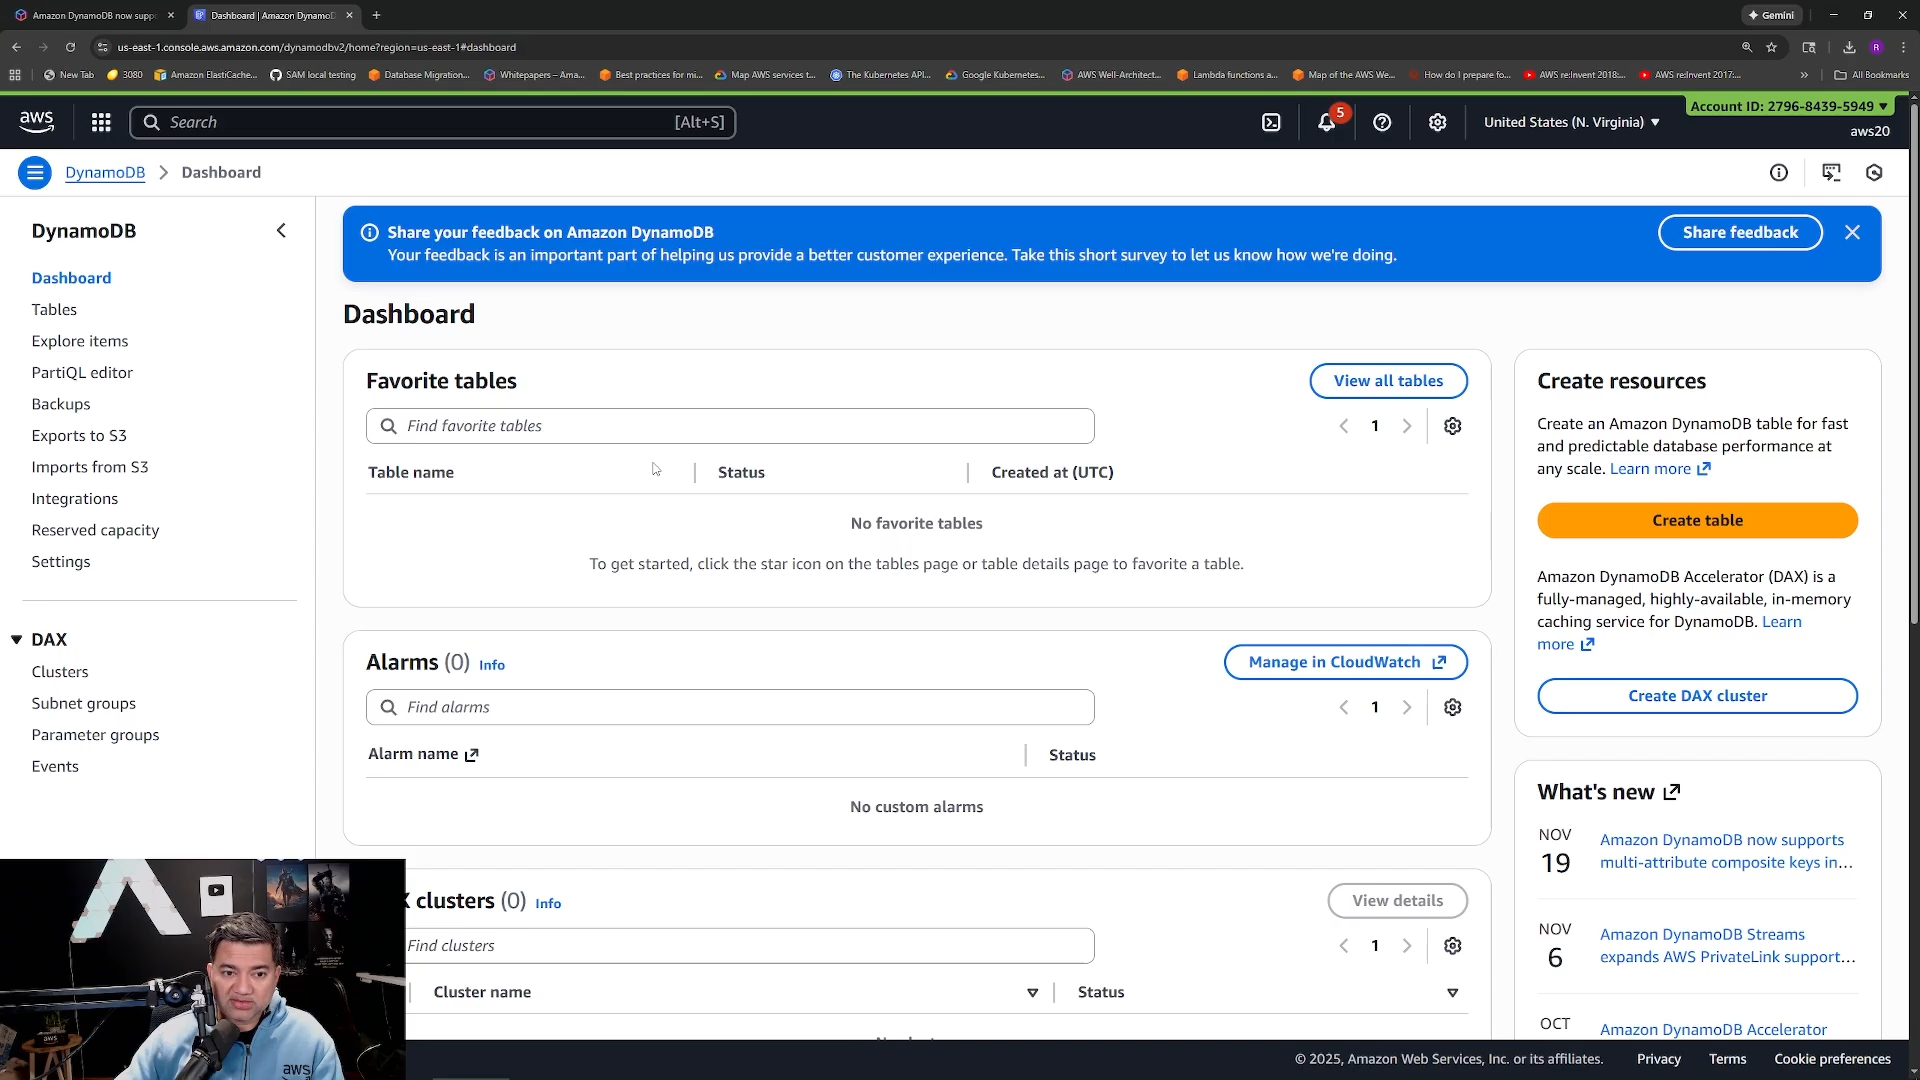 Amazon DynamoDB now supp
Dashboard | Amazon DynamoD
Gemini
us-east-1.console.aws.amazon.com/dynamodbv2/home?region=us-east-1#dashboard
R
New Tab
3080
Amazon ElastiCache...
SAM local testing
Database Migration...
Whitepapers – Ama...
Best practices for mi...
Map AWS services t...
The Kubernetes API...
Google Kubernetes...
AWS Well-Architect...
Lambda functions a...
Map of the AWS We...
How do I prepare fo...
AWS re:Invent 2018:...
AWS re:Invent 2017:...
All Bookmarks
aws
Search
[Alt+S]
5
United States (N. Virginia)
Account ID: 2796-8439-5949
aws20
DynamoDB
Dashboard
DynamoDB
Dashboard
Tables
Explore items
PartiQL editor
Backups
Exports to S3
Imports from S3
Integrations
Reserved capacity
Settings
DAX
Clusters
Subnet groups
Parameter groups
Events
Share your feedback on Amazon DynamoDB
Your feedback is an important part of helping us provide a better customer experience. Take this short survey to let us know how we're doing.
Share feedback
Dashboard
Favorite tables
View all tables
Find favorite tables
1
Table name
Status
Created at (UTC)
No favorite tables
To get started, click the star icon on the tables page or table details page to favorite a table.
Alarms (0) Info
Manage in CloudWatch
Find alarms
1
Alarm name
Status
No custom alarms
X clusters (0) Info
View details
Find clusters
1
Cluster name
Status
Create resources
Create an Amazon DynamoDB table for fast
and predictable database performance at
any scale. Learn more
Create table
Amazon DynamoDB Accelerator (DAX) is a
fully-managed, highly-available, in-memory
caching service for DynamoDB. Learn
more
Create DAX cluster
What's new
NOV
19
Amazon DynamoDB now supports
multi-attribute composite keys in...
NOV
6
Amazon DynamoDB Streams
expands AWS PrivateLink support...
OCT
Amazon DynamoDB Accelerator
aws
aws
© 2025, Amazon Web Services, Inc. or its affiliates.
Privacy
Terms
Cookie preferences